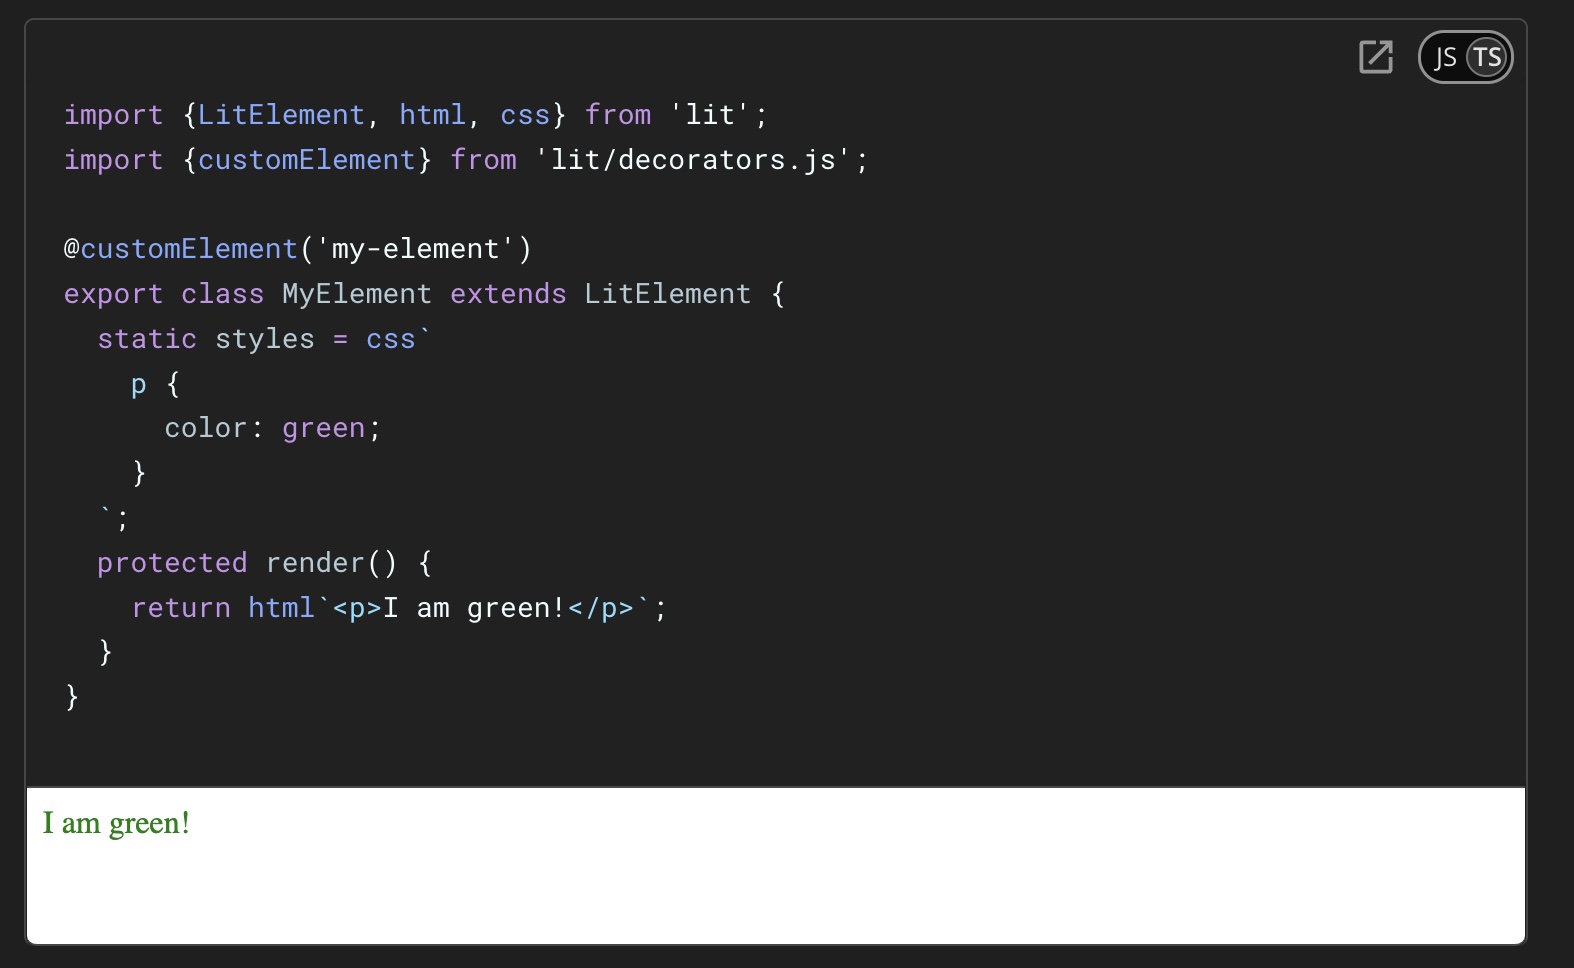 JS TS
import {LitElement, html, css} from 'lit';
import {customElement} from 'lit/decorators.js';
@customElement('my-element')
export class MyElement extends LitElement {
  static styles = css`
    p {
      color: green;
    }
  `;
  protected render() {
    return html`<p>I am green!</p>`;
  }
}
I am green!